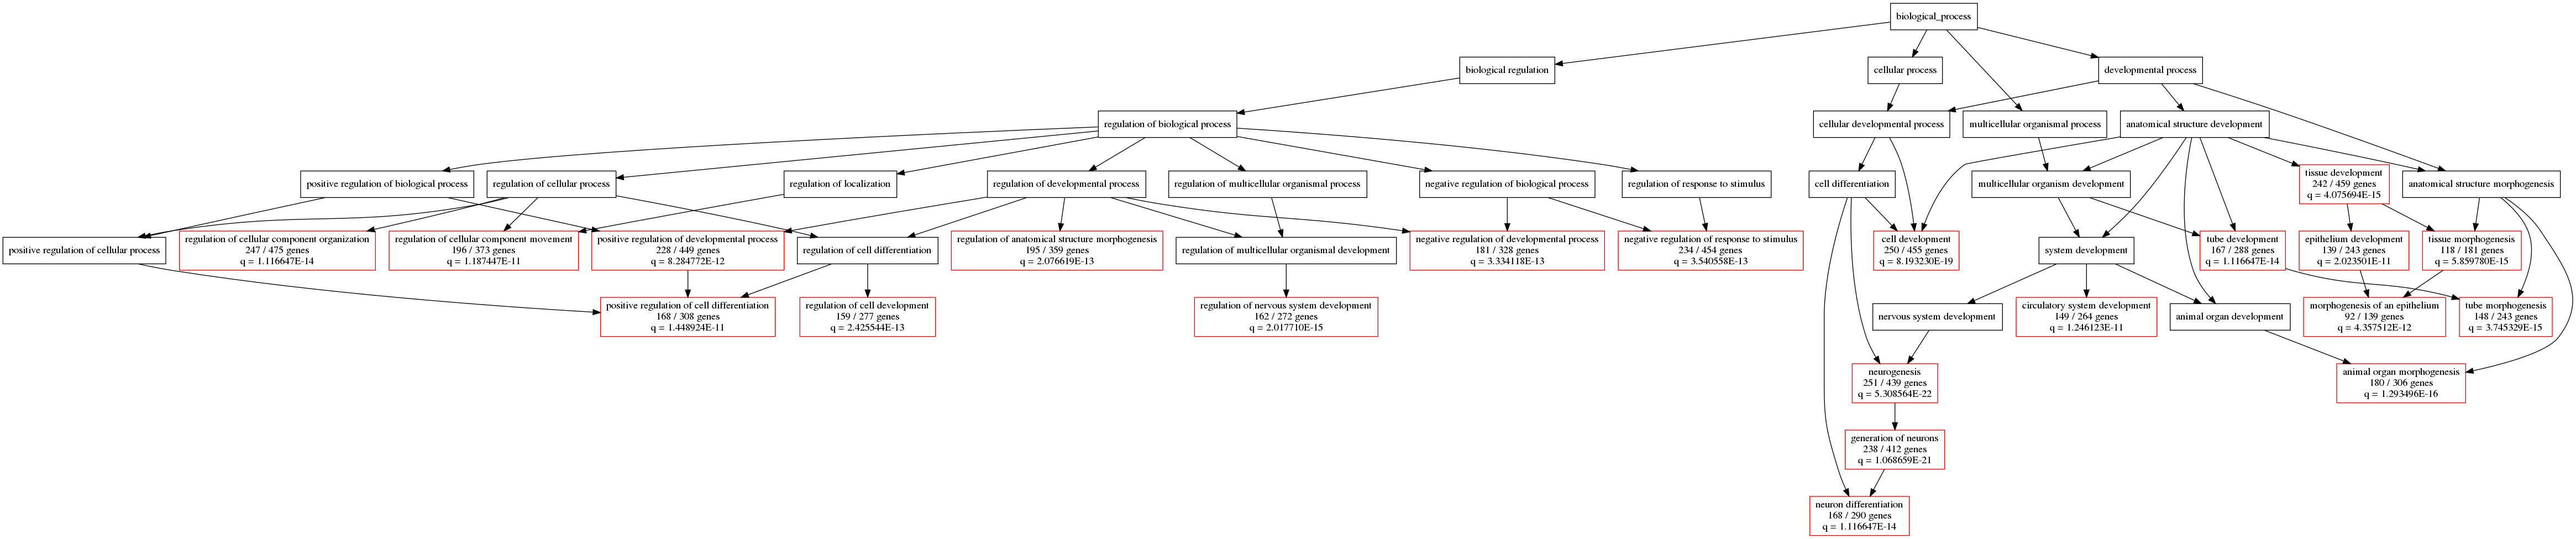 biological_process
biological regulation
cellular process
developmental process
regulation of biological process
cellular developmental process
multicellular organismal process
anatomical structure development
positive regulation of biological process
regulation of cellular process
regulation of localization
regulation of developmental process
regulation of multicellular organismal process
negative regulation of biological process
regulation of response to stimulus
cell differentiation
multicellular organism development
tissue development
242 / 459 genes
q = 4.075694E-15
anatomical structure morphogenesis
positive regulation of cellular process
regulation of cellular component organization
247 / 475 genes
q = 1.116647E-14
regulation of cellular component movement
196 / 373 genes
q = 1.187447E-11
positive regulation of developmental process
228 / 449 genes
q = 8.284772E-12
regulation of cell differentiation
regulation of anatomical structure morphogenesis
195 / 359 genes
q = 2.076619E-13
regulation of multicellular organismal development
negative regulation of developmental process
181 / 328 genes
q = 3.334118E-13
negative regulation of response to stimulus
234 / 454 genes
q = 3.540558E-13
cell development
250 / 455 genes
q = 8.193230E-19
system development
tube development
167 / 288 genes
q = 1.116647E-14
epithelium development
139 / 243 genes
q = 2.023501E-11
tissue morphogenesis
118 / 181 genes
q = 5.859780E-15
positive regulation of cell differentiation
168 / 308 genes
q = 1.448924E-11
regulation of cell development
159 / 277 genes
q = 2.425544E-13
regulation of nervous system development
162 / 272 genes
q = 2.017710E-15
nervous system development
circulatory system development
149 / 264 genes
q = 1.246123E-11
animal organ development
morphogenesis of an epithelium
92 / 139 genes
q = 4.357512E-12
tube morphogenesis
148 / 243 genes
q = 3.745329E-15
neurogenesis
251 / 439 genes
q = 5.308564E-22
animal organ morphogenesis
180 / 306 genes
q = 1.293496E-16
generation of neurons
238 / 412 genes
q = 1.068659E-21
neuron differentiation
168 / 290 genes
q = 1.116647E-14